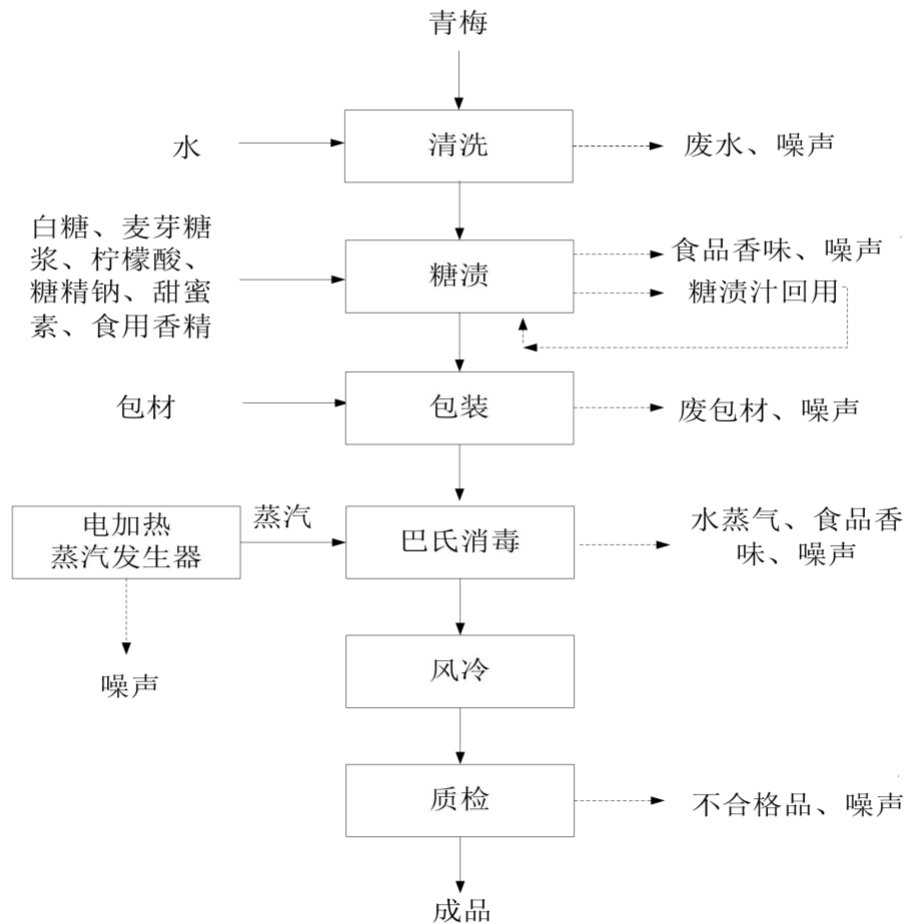 青梅
水
清洗
废水、噪声
白糖、麦芽糖
浆、柠檬酸、
糖精钠、甜蜜
素、食用香精
糖渍
食品香味、噪声
糖渍汁回用
包材
包装
废包材、噪声
电加热
蒸汽发生器
蒸汽
巴氏消毒
水蒸气、食品香
味、噪声
噪声
风冷
质检
不合格品、噪声
成品